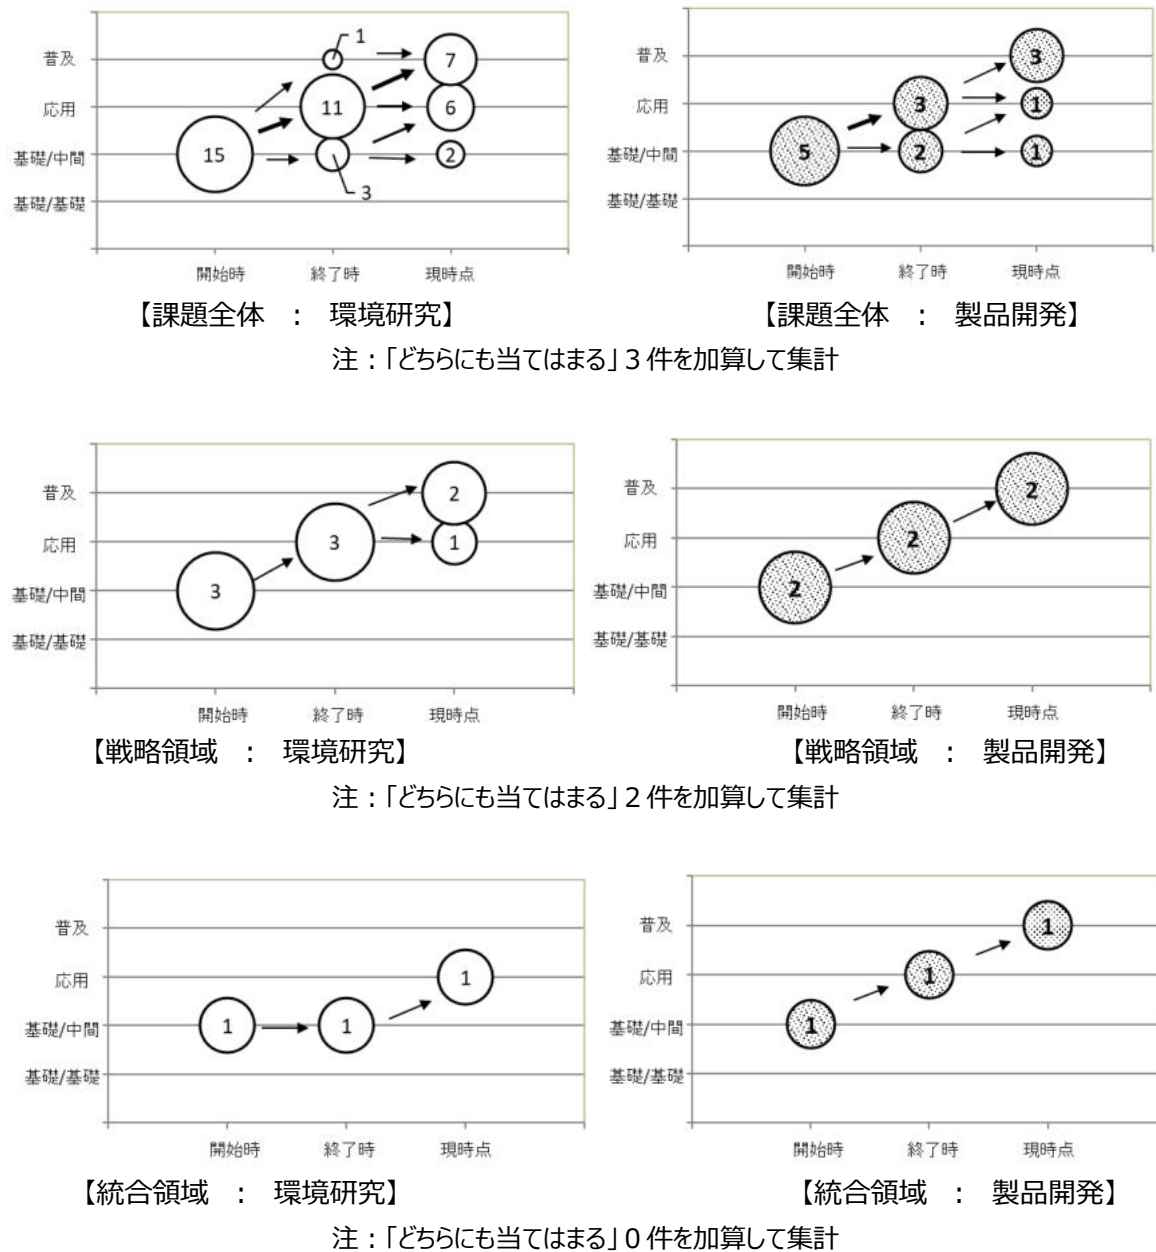 普及
応用
基礎/中間
基礎/基礎
1
7
11
6
15
2
3
開始時 終了時 現時点
普及
応用
基礎/中間
基礎/基礎
3
3
1
5
2
1
開始時 終了時 現時点
【課題全体 : 環境研究】
【課題全体 : 製品開発】
注：「どちらにも当てはまる」3 件を加算して集計
普及
応用
基礎/中間
基礎/基礎
2
3
1
3
開始時 終了時 現時点
普及
応用
基礎/中間
基礎/基礎
2
2
2
開始時 終了時 現時点
【戦略領域 : 環境研究】
【戦略領域 : 製品開発】
注：「どちらにも当てはまる」2 件を加算して集計
普及
応用
基礎/中間
基礎/基礎
1
1
1
開始時 終了時 現時点
普及
応用
基礎/中間
基礎/基礎
1
1
1
開始時 終了時 現時点
【統合領域 : 環境研究】
【統合領域 : 製品開発】
注：「どちらにも当てはまる」0 件を加算して集計